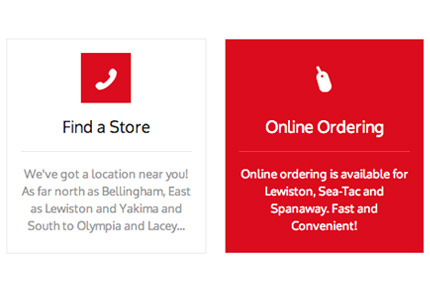 Find a Store
We've got a location near you!
As far north as Bellingham, East
as Lewiston and Yakima and
South to Olympia and Lacey...
Online Ordering
Online ordering is available for
Lewiston, Sea-Tac and
Spanaway. Fast and
Convenient!